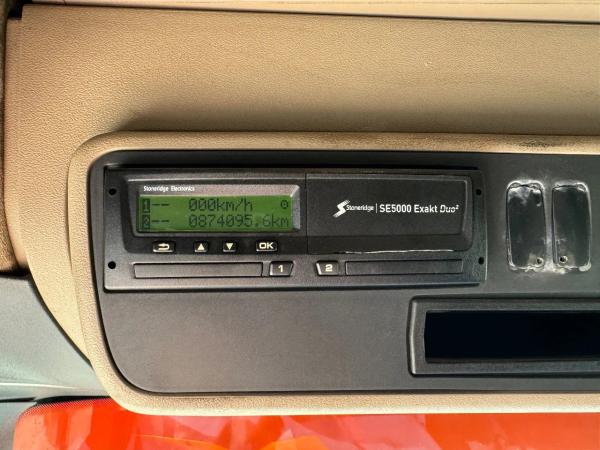 Stoneridge Electronics
1 -- 000km/h
2 -- 0874095.6km
Stoneridge | SE5000 Exakt Duo²
OK
1 2